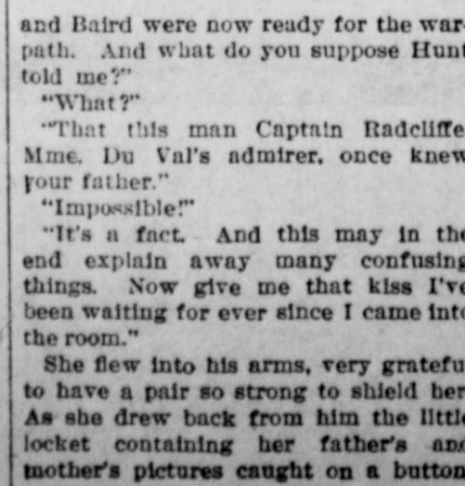 and Baird were now ready for the war-
path. And what do you suppose Hunt
told me?"
"What?"
"That this man Captain Radcliffe,
Mme. Du Val's admirer, once knew
your father."
"Impossible!"
"It's a fact. And this may in the
end explain away many confusing
things. Now give me that kiss I've
been waiting for ever since I came into
the room."
She flew into his arms, very grateful
to have a pair so strong to shield her.
As she drew back from him the little
locket containing her father's and
mother's pictures caught on a button